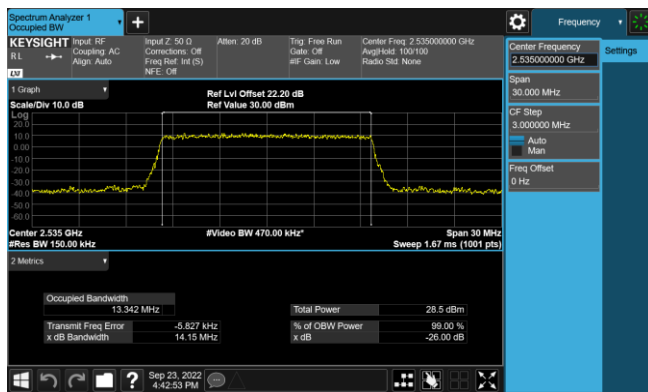 Spectrum Analyzer 1
Occupied BW
Frequency
KEYSIGHT
R L
LXI
Input: RF
Coupling: AC
Align: Auto
Input Z: 50 Ω
Corrections: Off
Freq Ref: Int (S)
NFE: Off
Atten: 20 dB
Trig: Free Run
Gate: Off
#IF Gain: Low
Center Freq: 2.535000000 GHz
Avg|Hold: 100/100
Radio Std: None
Center Frequency
2.535000000 GHz
Settings
Span
30.000 MHz
CF Step
3.000000 MHz
Auto
Man
Freq Offset
0 Hz
1 Graph
Scale/Div 10.0 dB
Ref Lvl Offset 22.20 dB
Ref Value 30.00 dBm
Log
20.0
10.0
0.00
-10.0
-20.0
-30.0
-40.0
-50.0
-60.0
Center 2.535 GHz
#Video BW 470.00 kHz*
Span 30 MHz
#Res BW 150.00 kHz
Sweep 1.67 ms (1001 pts)
2 Metrics
Occupied Bandwidth
13.342 MHz
Total Power 28.5 dBm
Transmit Freq Error -5.827 kHz
% of OBW Power 99.00 %
x dB Bandwidth 14.15 MHz
x dB -26.00 dB
?
Sep 23, 2022
4:42:53 PM